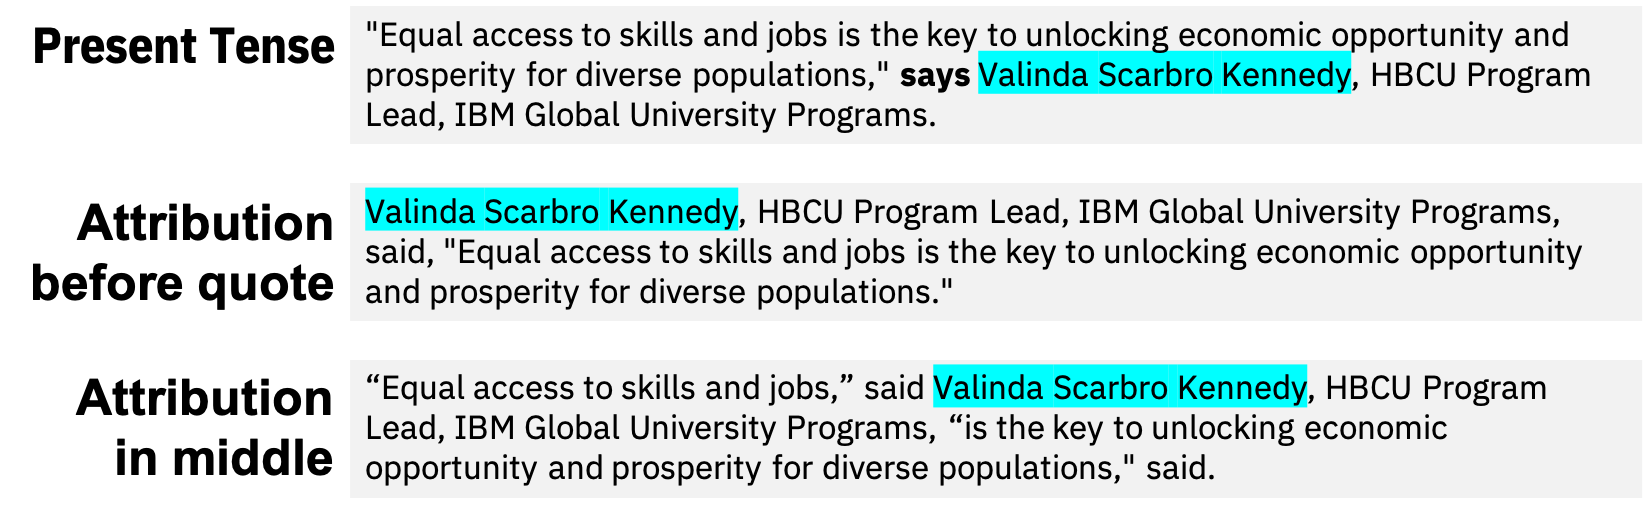 Present Tense
"Equal access to skills and jobs is the key to unlocking economic opportunity and
prosperity for diverse populations," says Valinda Scarbro Kennedy, HBCU Program
Lead, IBM Global University Programs.
Attribution
before quote
Valinda Scarbro Kennedy, HBCU Program Lead, IBM Global University Programs,
said, "Equal access to skills and jobs is the key to unlocking economic opportunity
and prosperity for diverse populations."
Attribution
in middle
“Equal access to skills and jobs,” said Valinda Scarbro Kennedy, HBCU Program
Lead, IBM Global University Programs, “is the key to unlocking economic
opportunity and prosperity for diverse populations," said.